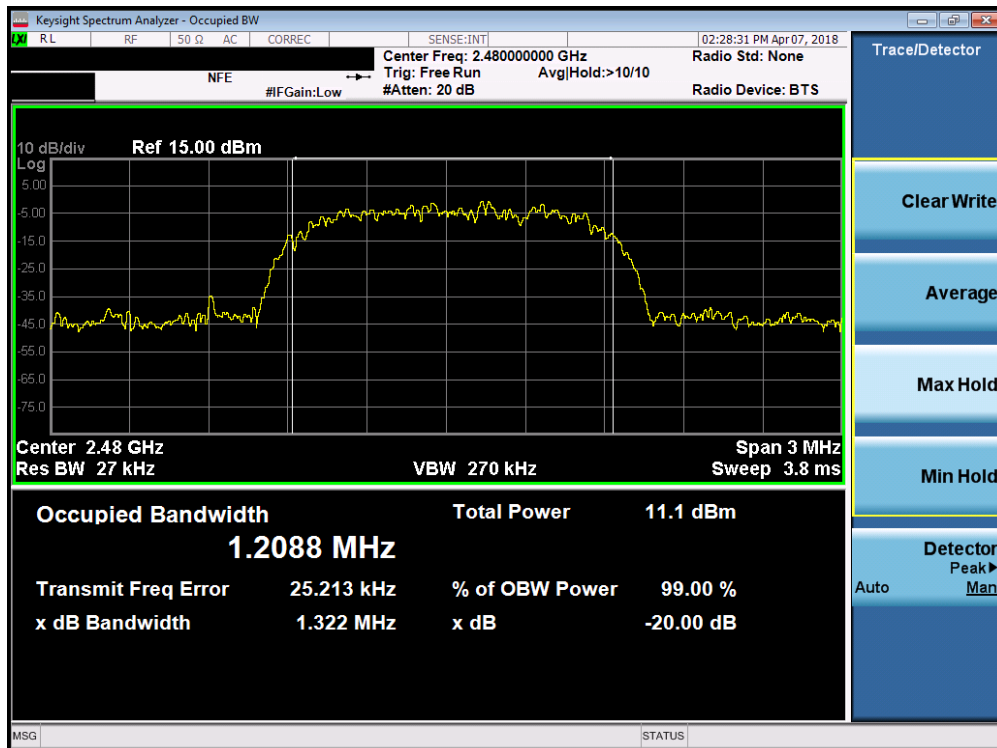 Keysight Spectrum Analyzer - Occupied BW
LXI RL RF 50 Ω AC CORREC SENSE:INT 02:28:31 PM Apr 07, 2018
Center Freq: 2.480000000 GHz Radio Std: None
NFE Trig: Free Run Avg|Hold:>10/10
#IFGain:Low #Atten: 20 dB Radio Device: BTS
10 dB/div Ref 15.00 dBm
Log
5.00
-5.00
-15.0
-25.0
-35.0
-45.0
-55.0
-65.0
-75.0
Center 2.48 GHz Span 3 MHz
Res BW 27 kHz VBW 270 kHz Sweep 3.8 ms
Occupied Bandwidth Total Power 11.1 dBm
1.2088 MHz
Transmit Freq Error 25.213 kHz % of OBW Power 99.00 %
x dB Bandwidth 1.322 MHz x dB -20.00 dB
MSG STATUS
Trace/Detector
Clear Write
Average
Max Hold
Min Hold
Detector
Peak▶
Auto Man